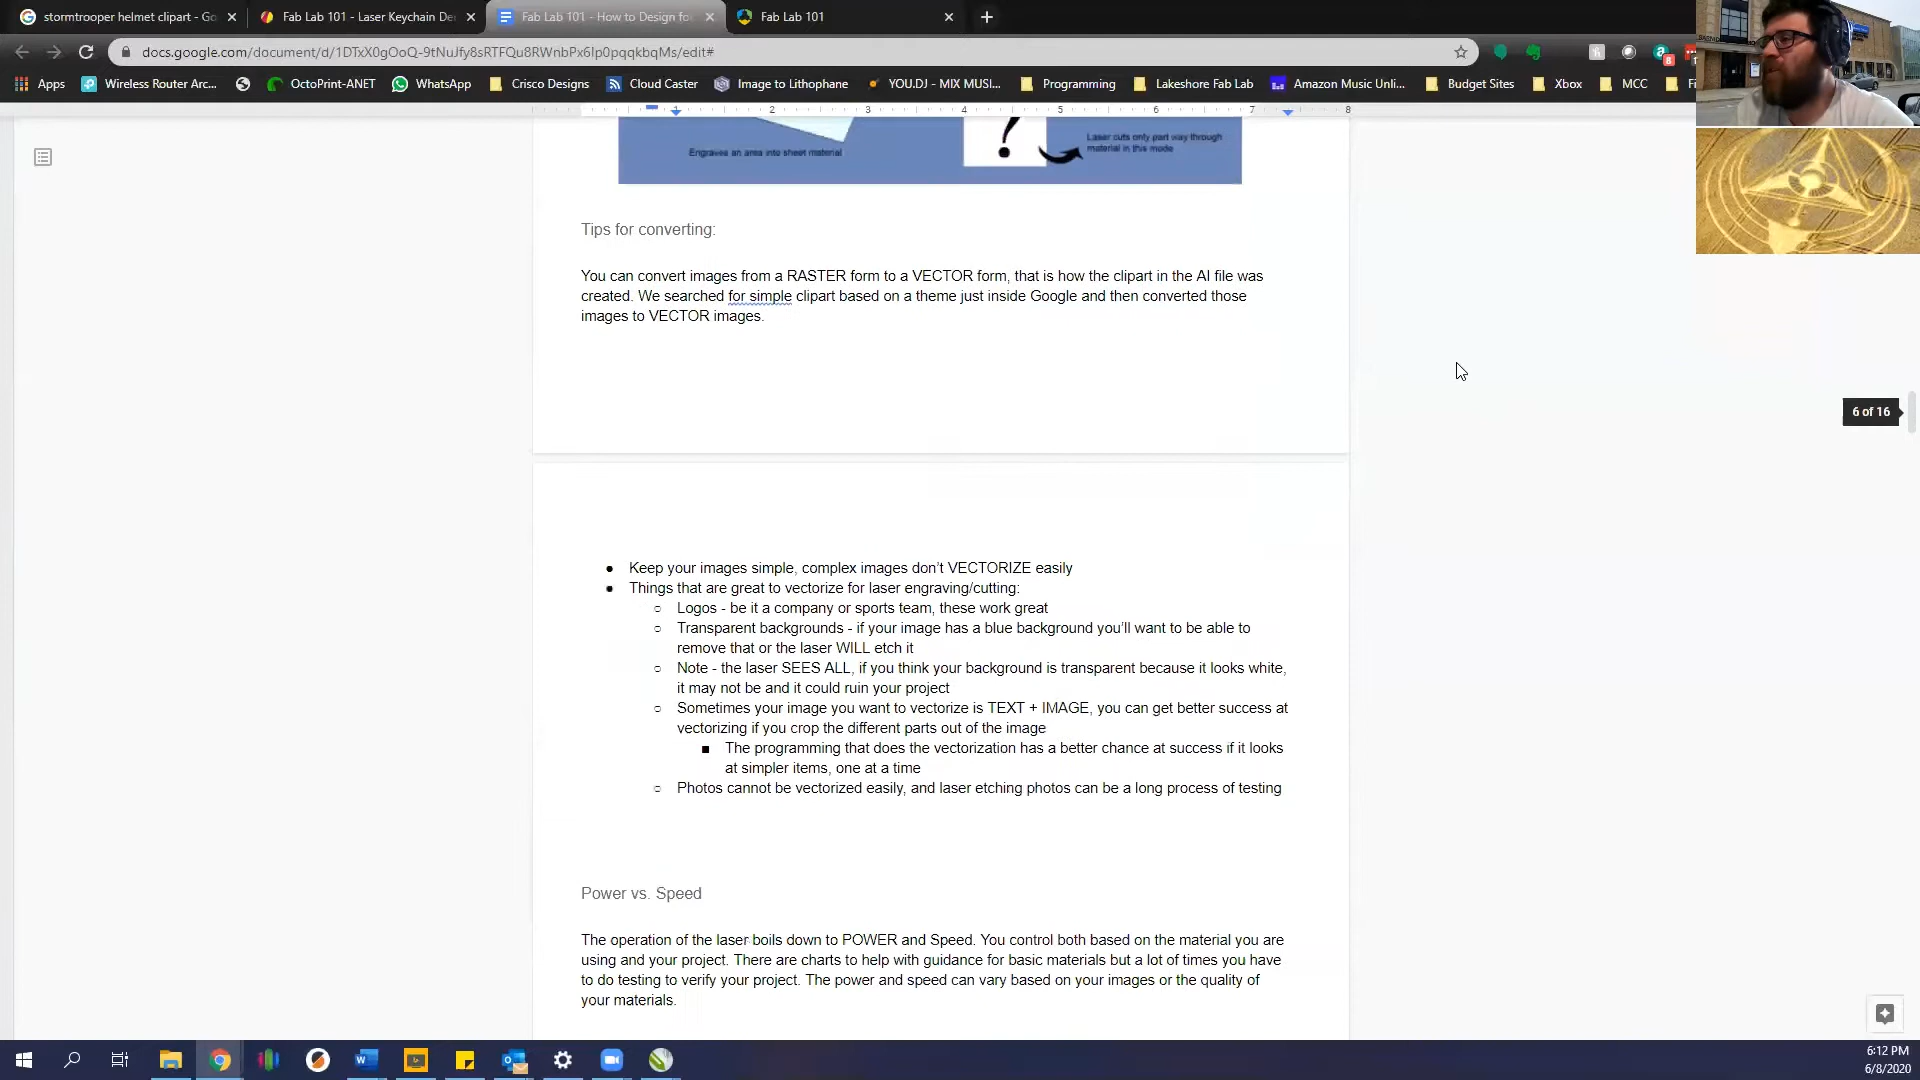 stormtrooper helmet clipart - Go
Fab Lab 101 - Laser Keychain De
Fab Lab 101 - How to Design fo
Fab Lab 101
docs.google.com/document/d/1DTxX0gOoQ-9tNuJfy8sRTFQu8RWnbPx6Ip0pqqkbqMs/edit#
8
Apps
Wireless Router Arc...
OctoPrint-ANET
WhatsApp
Crisco Designs
Cloud Caster
Image to Lithophane
YOU.DJ - MIX MUSI...
Programming
Lakeshore Fab Lab
Amazon Music Unli...
Budget Sites
Xbox
MCC
1 2 3 4 5 6 7 8
Engraves an area into sheet material
?
Laser cuts only part way through
material in this mode
Tips for converting:
You can convert images from a RASTER form to a VECTOR form, that is how the clipart in the AI file was
created. We searched for simple clipart based on a theme just inside Google and then converted those
images to VECTOR images.
6 of 16
● Keep your images simple, complex images don't VECTORIZE easily
● Things that are great to vectorize for laser engraving/cutting:
○ Logos - be it a company or sports team, these work great
○ Transparent backgrounds - if your image has a blue background you'll want to be able to
remove that or the laser WILL etch it
○ Note - the laser SEES ALL, if you think your background is transparent because it looks white,
it may not be and it could ruin your project
○ Sometimes your image you want to vectorize is TEXT + IMAGE, you can get better success at
vectorizing if you crop the different parts out of the image
■ The programming that does the vectorization has a better chance at success if it looks
at simpler items, one at a time
○ Photos cannot be vectorized easily, and laser etching photos can be a long process of testing
Power vs. Speed
The operation of the laser boils down to POWER and Speed. You control both based on the material you are
using and your project. There are charts to help with guidance for basic materials but a lot of times you have
to do testing to verify your project. The power and speed can vary based on your images or the quality of
your materials.
6:12 PM
6/8/2020